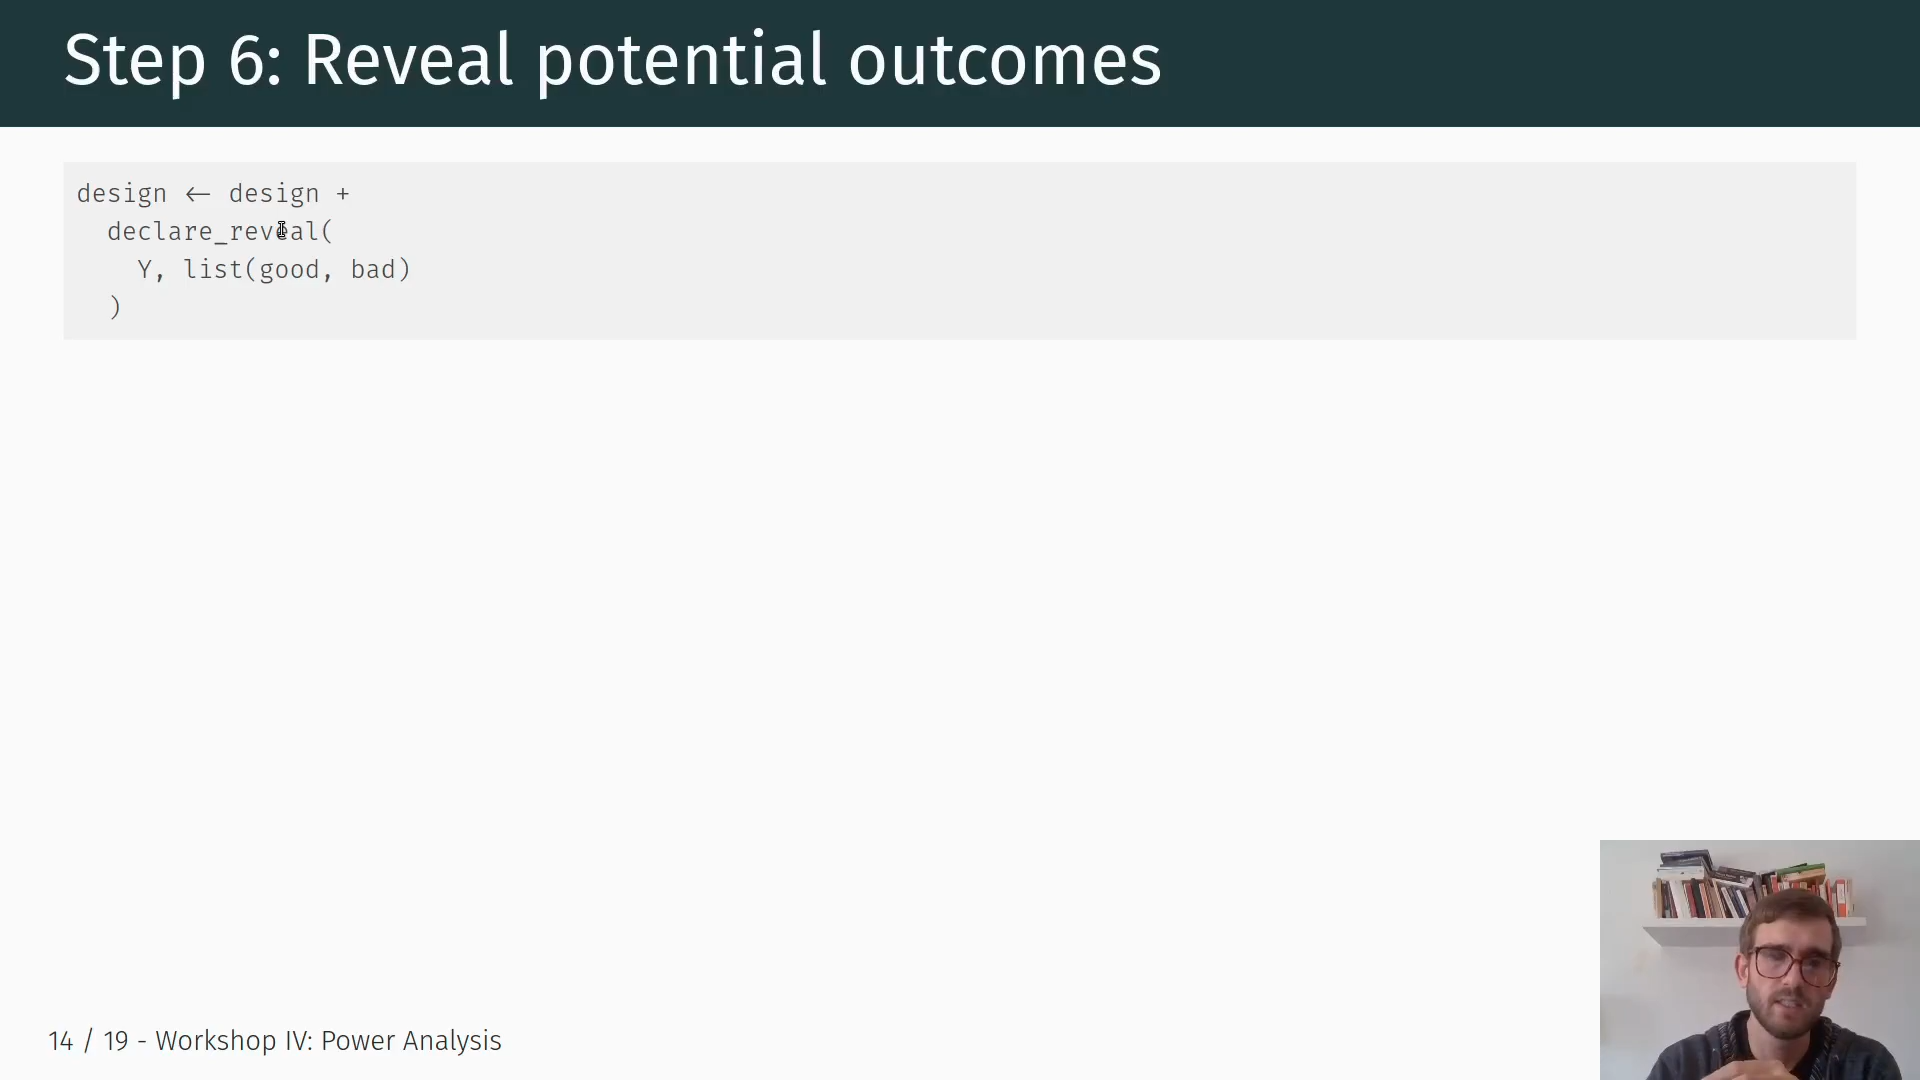 Step 6: Reveal potential outcomes
design ← design +
declare_reveal(
Y, list(good, bad)
)
14 / 19 - Workshop IV: Power Analysis